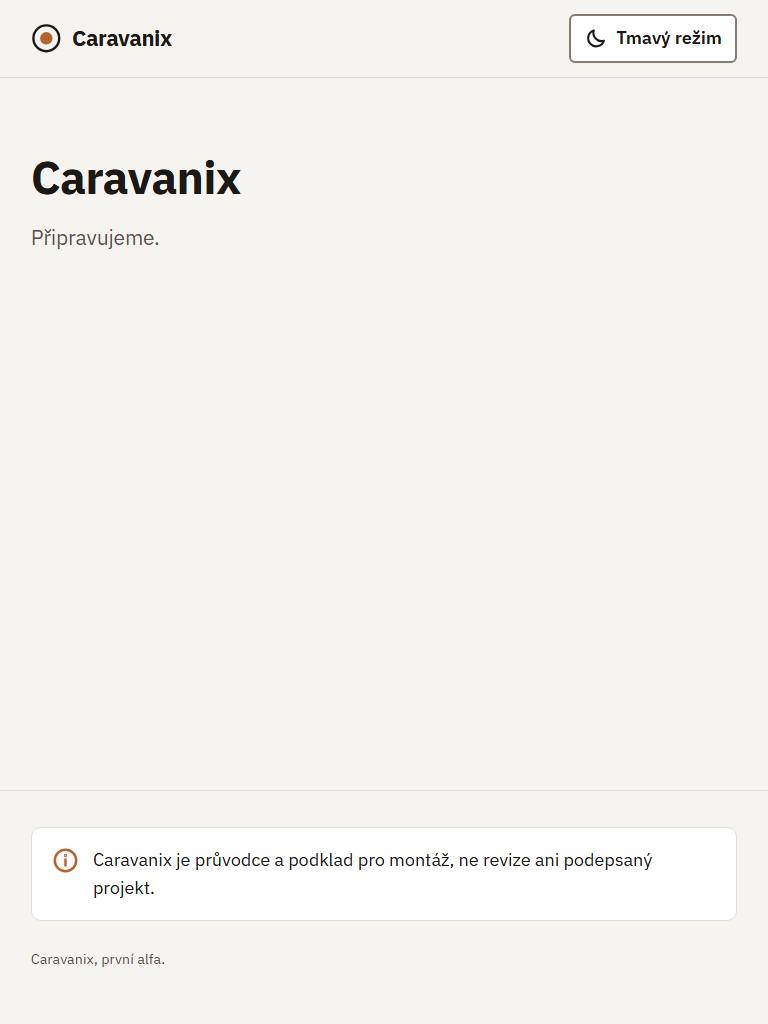 Caravanix
Tmavý režim
Caravanix
Připravujeme.
Caravanix je průvodce a podklad pro montáž, ne revize ani podepsaný
projekt.
Caravanix, první alfa.